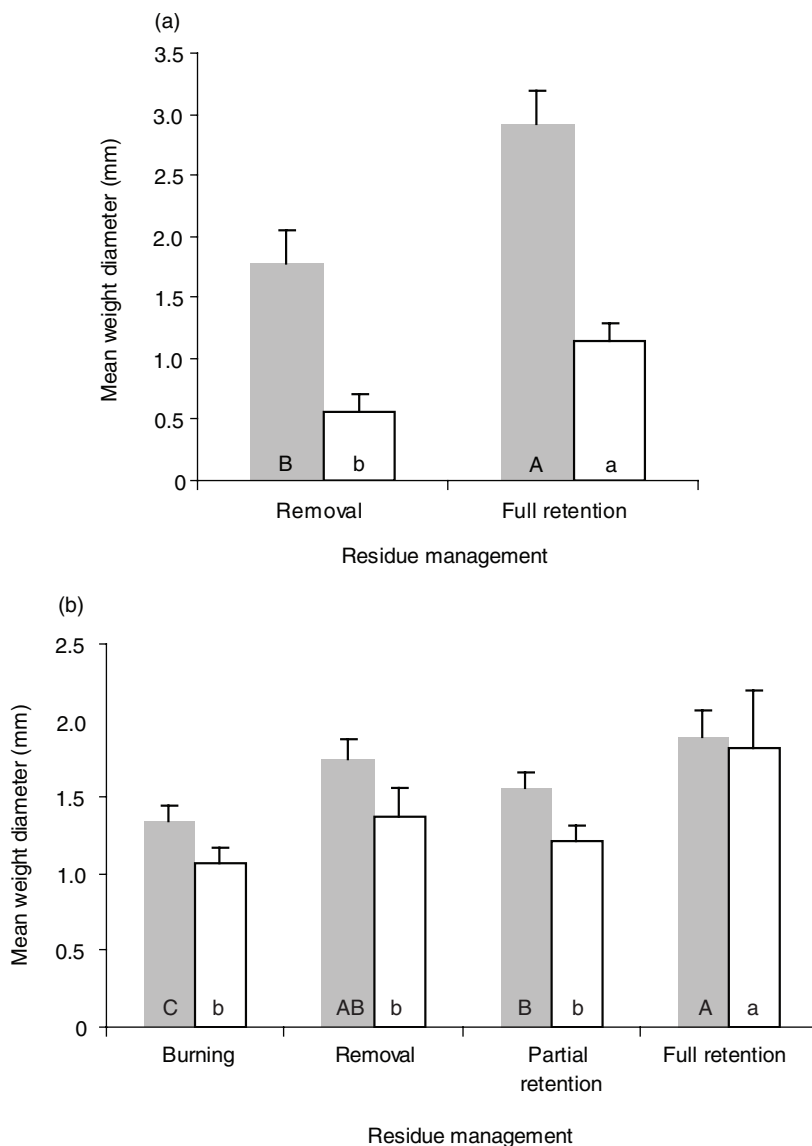 (a)
Mean weight diameter (mm)
3.5
3.0
2.5
2.0
1.5
1.0
0.5
0
B b A a
Removal Full retention
Residue management
(b)
Mean weight diameter (mm)
2.5
2.0
1.5
1.0
0.5
0
C b AB b B b A a
Burning Removal Partial retention Full retention
Residue management